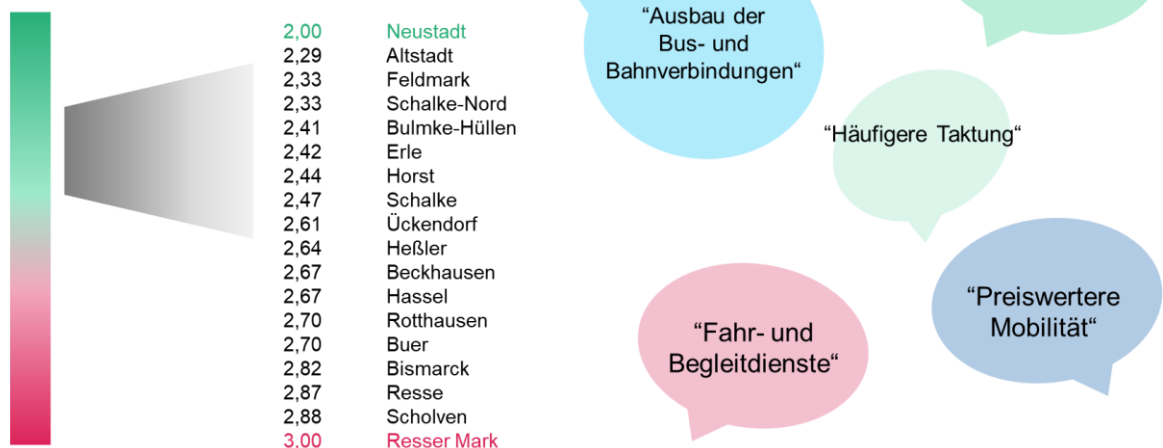 2,00 Neustadt
2,29 Altstadt
2,33 Feldmark
2,33 Schalke-Nord
2,41 Bulmke-Hüllen
2,42 Erle
2,44 Horst
2,47 Schalke
2,61 Ückendorf
2,64 Heßler
2,67 Beckhausen
2,67 Hassel
2,70 Rotthausen
2,70 Buer
2,82 Bismarck
2,87 Resse
2,88 Scholven
3,00 Resser Mark
“Ausbau der
Bus- und
Bahnverbindungen“
“Häufigere Taktung“
“Preiswertere
Mobilität“
“Fahr- und
Begleitdienste“